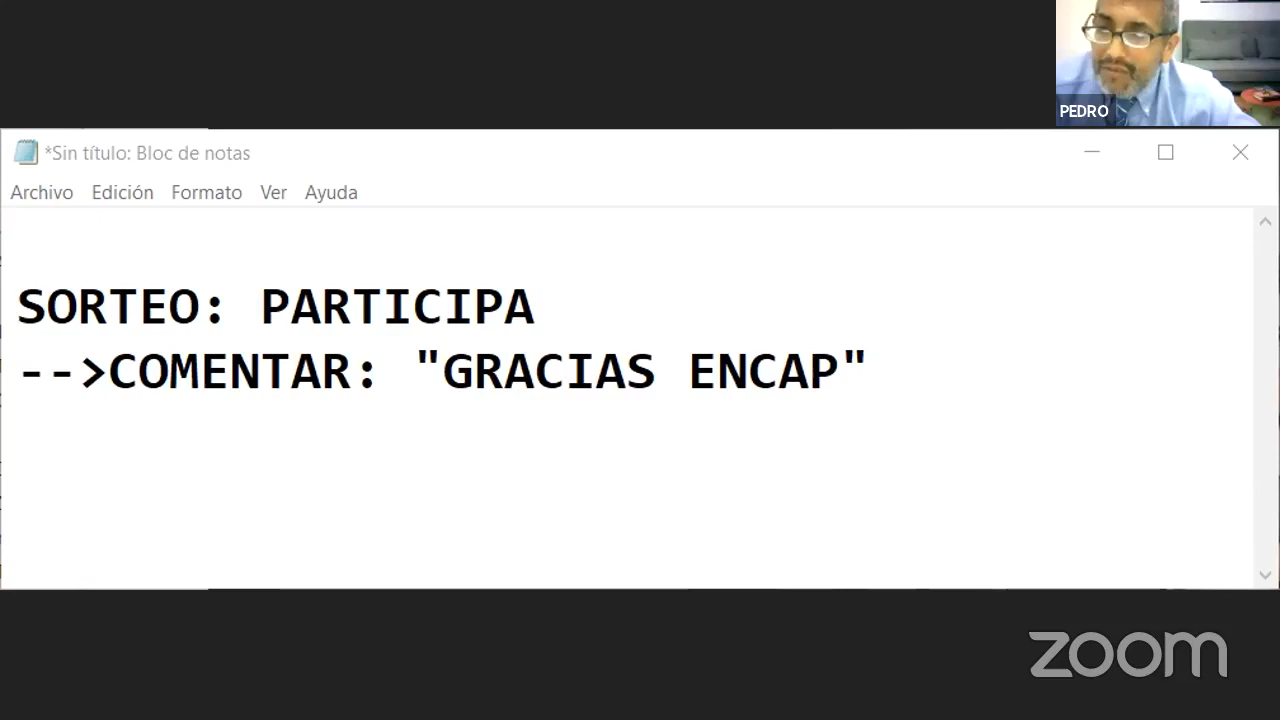 PEDRO
*Sin título: Bloc de notas
Archivo Edición Formato Ver Ayuda
SORTEO: PARTICIPA
-->COMENTAR: "GRACIAS ENCAP"
zoom